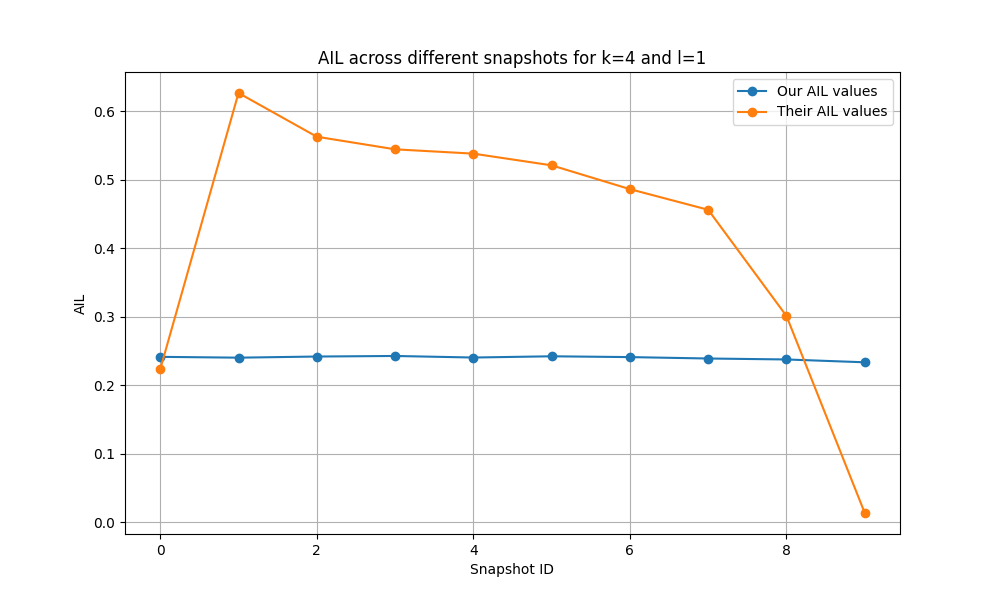 AIL across different snapshots for k=4 and l=1
Our AIL values
Their AIL values
AIL
0.6
0.5
0.4
0.3
0.2
0.1
0.0
0 2 4 6 8
Snapshot ID